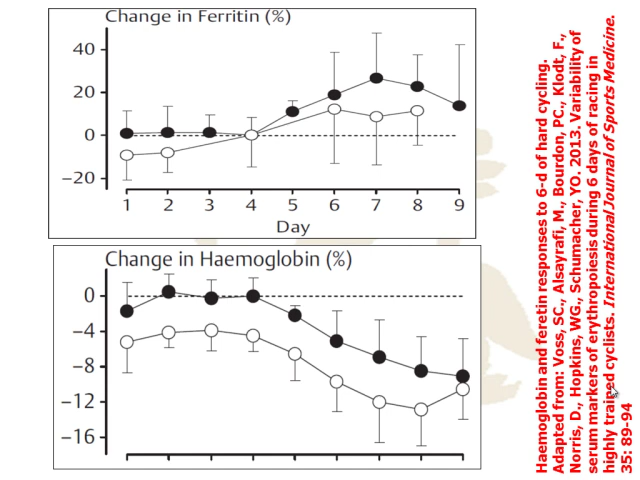 Change in Ferritin (%)
40
20
0
−20
1 2 3 4 5 6 7 8 9
Day
Change in Haemoglobin (%)
0
−4
−8
−12
−16
Haemoglobin and feretin responses to 6-d of hard cycling.
Adapted from: Voss, SC., Alsayrafi, M., Bourdon, PC., Klodt, F.,
Norris, D., Hopkins, WG., Schumacher, YO. 2013. Variability of
serum markers of erythropoiesis during 6 days of racing in
highly trained cyclists. International Journal of Sports Medicine.
35: 89-94